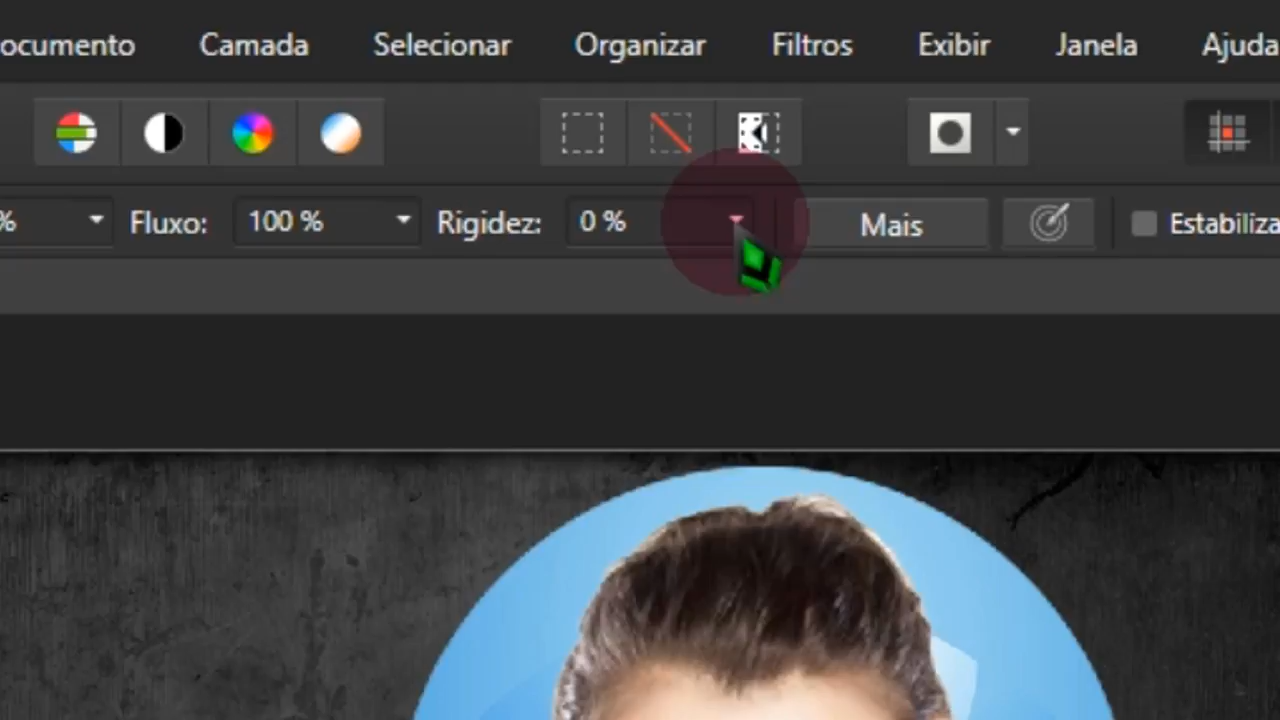 ocumento Camada Selecionar Organizar Filtros Exibir Janela Ajuda
% Fluxo: 100 % Rigidez: 0 % Mais Estabiliza